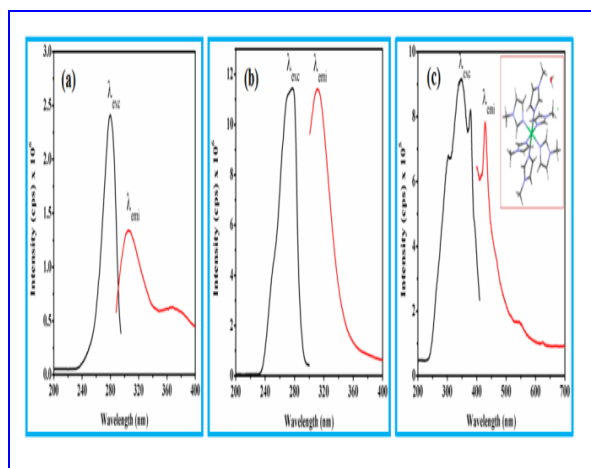 (a)
λexc
λemi
3.0
2.5
2.0
1.5
1.0
0.5
0.0
200 240 280 320 360 400
Wavelength (nm)
Intensity (cps) x 10⁶
(b)
λexc λemi
12
10
8
6
4
2
0
200 240 280 320 360 400
Wavelength (nm)
Intensity (cps) x 10⁶
(c)
λexc
λemi
10
8
6
4
2
0
200 300 400 500 600 700
Wavelength (nm)
Intensity (cps) x 10⁶